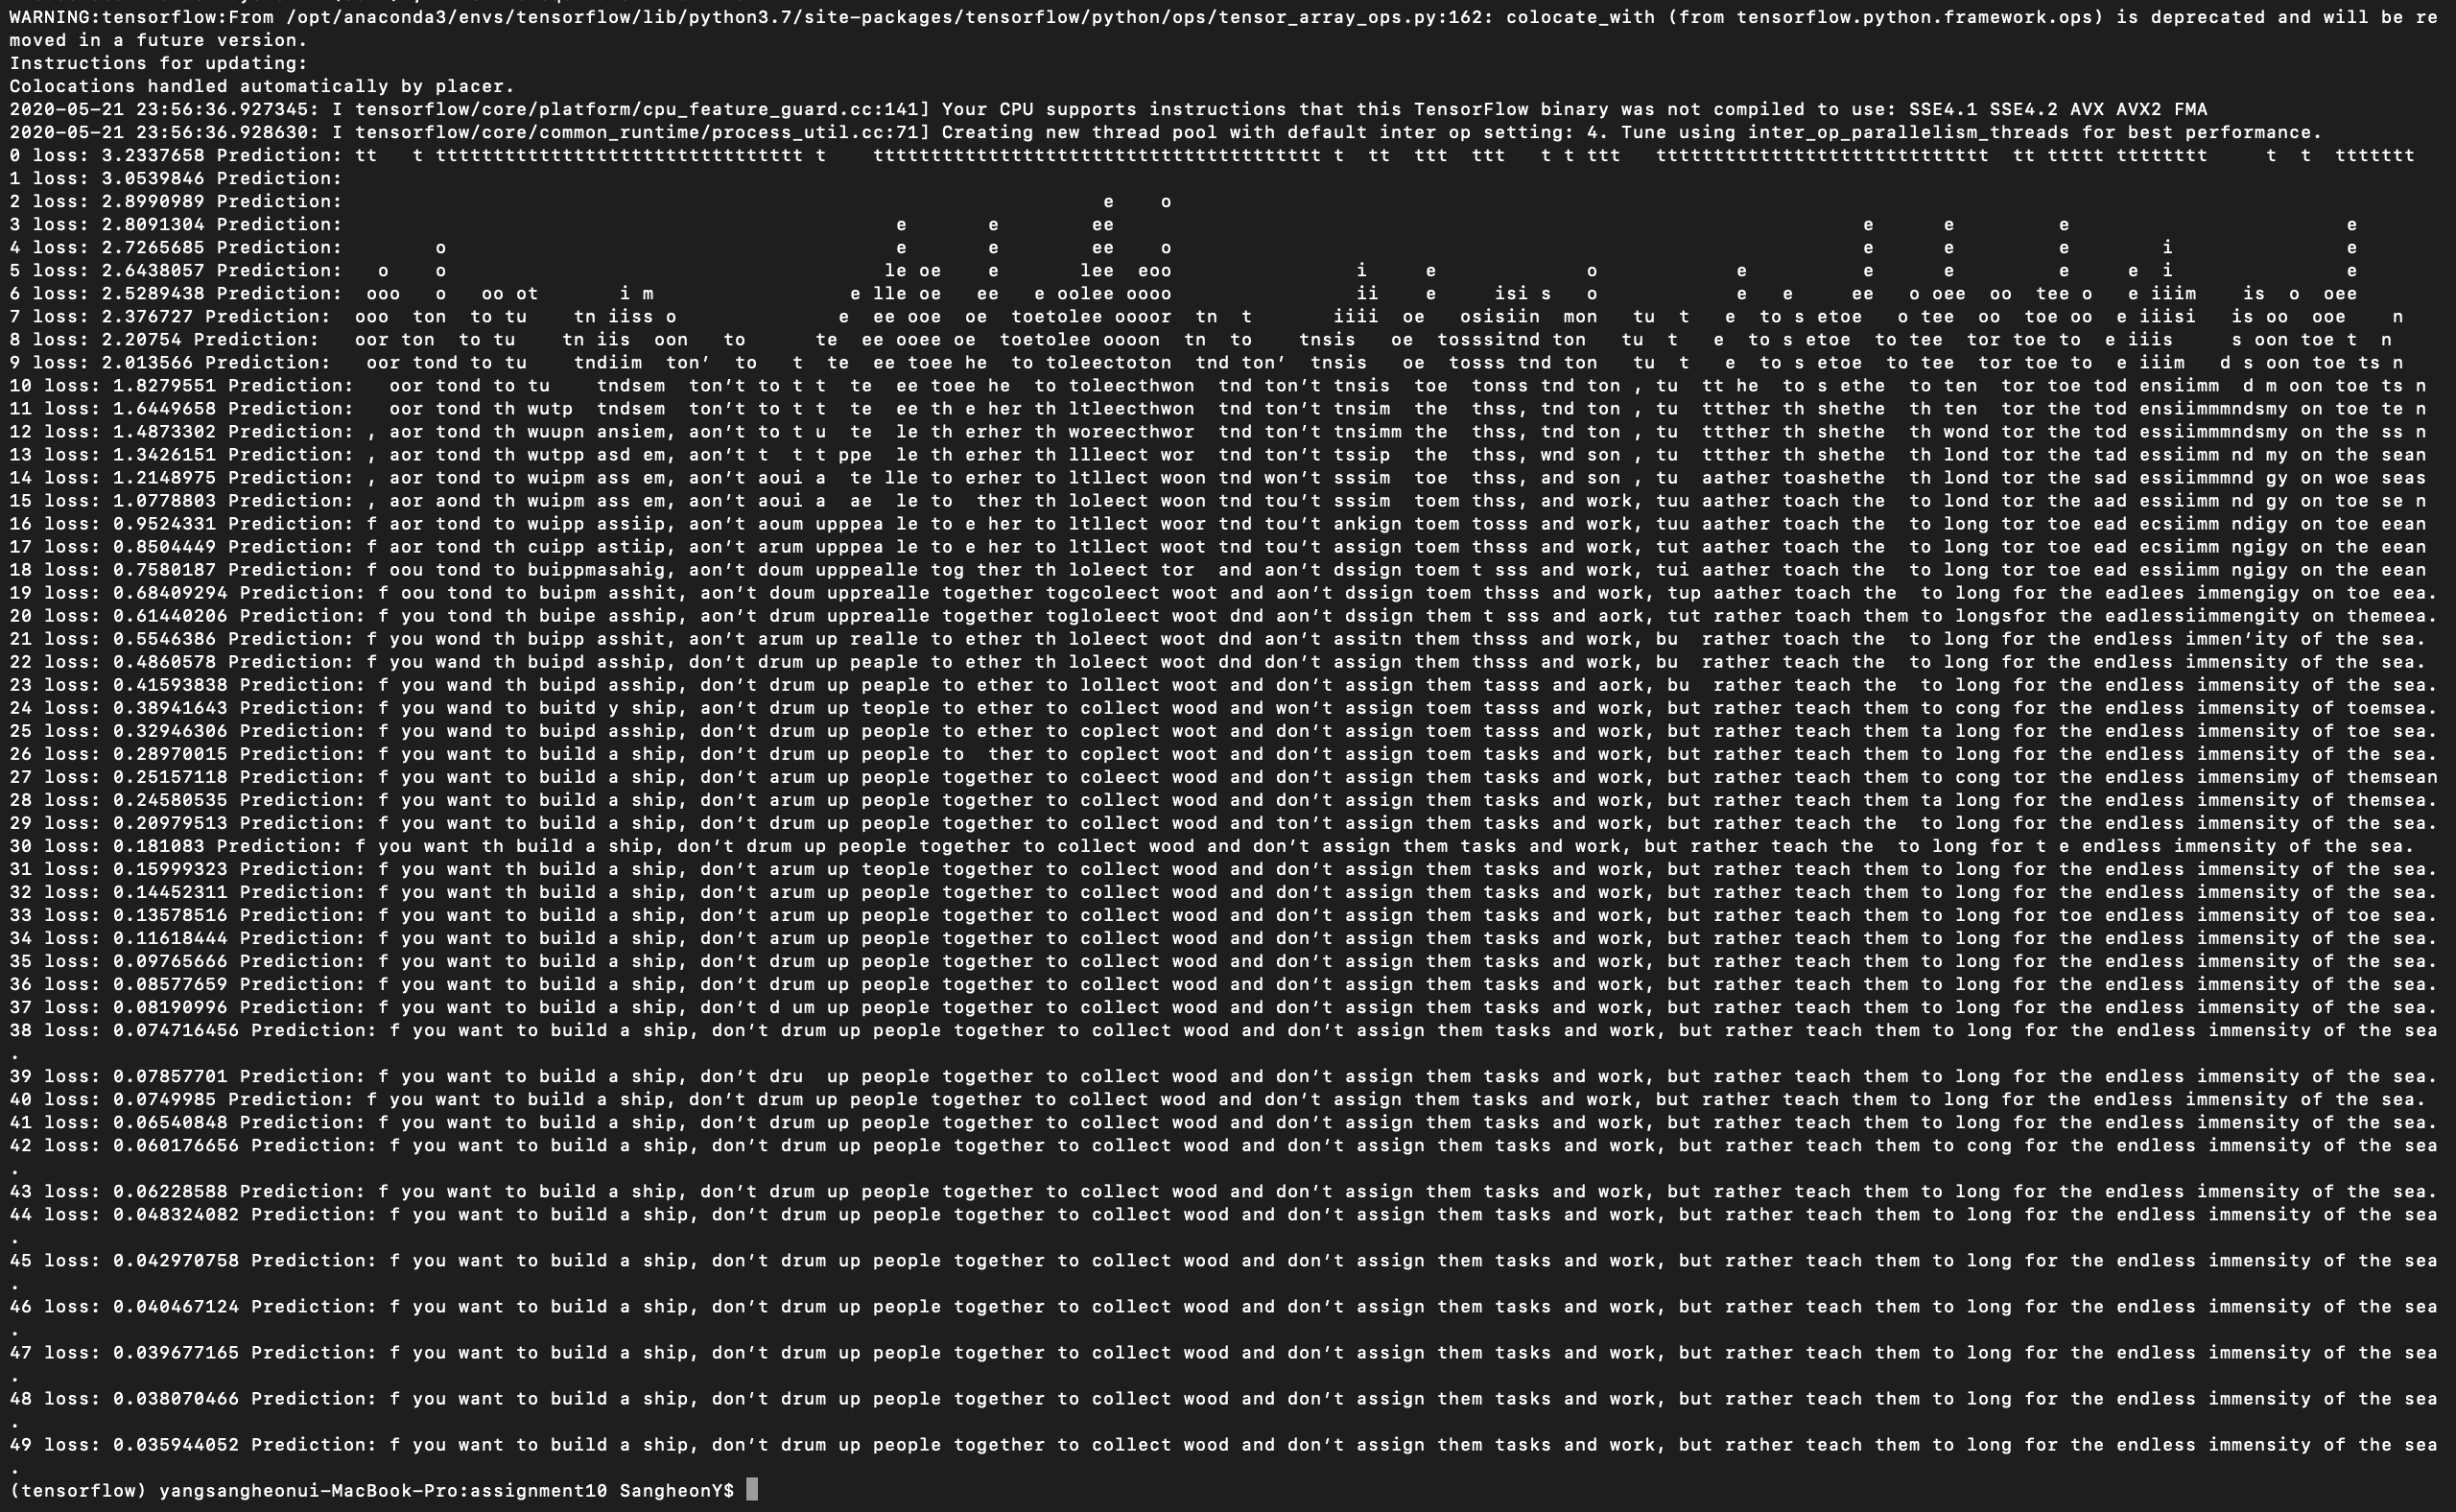 WARNING:tensorflow:From /opt/anaconda3/envs/tensorflow/lib/python3.7/site-packages/tensorflow/python/ops/tensor_array_ops.py:162: colocate_with (from tensorflow.python.framework.ops) is deprecated and will be re
moved in a future version.
Instructions for updating:
Colocations handled automatically by placer.
2020-05-21 23:56:36.927345: I tensorflow/core/platform/cpu_feature_guard.cc:141] Your CPU supports instructions that this TensorFlow binary was not compiled to use: SSE4.1 SSE4.2 AVX AVX2 FMA
2020-05-21 23:56:36.928630: I tensorflow/core/common_runtime/process_util.cc:71] Creating new thread pool with default inter op setting: 4. Tune using inter_op_parallelism_threads for best performance.
0 loss: 3.2337658 Prediction: tt   t tttttttttttttttttttttttttttttttt t    ttttttttttttttttttttttttttttttttttttttt t  tt  ttt  ttt   t t ttt   ttttttttttttttttttttttttttttt  tt ttttt tttttttt     t  t  ttttttt
1 loss: 3.0539846 Prediction:
2 loss: 2.8990989 Prediction: e    o
3 loss: 2.8091304 Prediction: e       e        ee                                                                 e      e         e                        e
4 loss: 2.7265685 Prediction:         o                                       e       e        ee    o                                                            e      e         e        i               e
5 loss: 2.6438057 Prediction:    o    o                                      le oe    e       lee  eoo                i     e             o            e          e      e         e     e  i               e
6 loss: 2.5289438 Prediction:  ooo   o   oo ot       i m                 e lle oe   ee   e oolee oooo                ii    e     isi s   o            e   e     ee   o oee  oo  tee o   e iiim    is  o  oee
7 loss: 2.376727 Prediction:  ooo  ton  to tu    tn iiss o              e  ee ooe  oe  toetolee oooor  tn  t       iiii  oe   osisiin  mon   tu  t   e  to s etoe   o tee  oo  toe oo  e iiisi   is oo  ooe    n
8 loss: 2.20754 Prediction:   oor ton  to tu    tn iis  oon   to      te  ee ooee oe  toetolee oooon  tn  to    tnsis   oe  tosssitnd ton   tu  t  e  to s etoe  to tee  tor toe to  e iiis     s oon toe t  n
9 loss: 2.013566 Prediction:   oor tond to tu    tndiim  ton’  to   t  te  ee toee he  to toleectoton  tnd ton’  tnsis   oe  tosss tnd ton   tu  t   e  to s etoe  to tee  tor toe to  e iiim   d s oon toe ts n
10 loss: 1.8279551 Prediction:   oor tond to tu    tndsem  ton’t to t t  te  ee toee he  to toleecthwon  tnd ton’t tnsis  toe  tonss tnd ton , tu  tt he  to s ethe  to ten  tor toe tod ensiimm  d m oon toe ts n
11 loss: 1.6449658 Prediction:   oor tond th wutp  tndsem  ton’t to t t  te  ee th e her th ltleecthwon  tnd ton’t tnsim  the  thss, tnd ton , tu  ttther th shethe  th ten  tor the tod ensiimmmndsmy on toe te n
12 loss: 1.4873302 Prediction: , aor tond th wuupn ansiem, aon’t to t u  te  le th erher th woreecthwor  tnd ton’t tnsimm the  thss, tnd ton , tu  ttther th shethe  th wond tor the tod essiimmmndsmy on the ss n
13 loss: 1.3426151 Prediction: , aor tond th wutpp asd em, aon’t t  t t ppe  le th erher th llleect wor  tnd ton’t tssip  the  thss, wnd son , tu  ttther th shethe  th lond tor the tad essiimm nd my on the sean
14 loss: 1.2148975 Prediction: , aor tond to wuipm ass em, aon’t aoui a  te lle to erher to ltllect woon tnd won’t sssim  toe  thss, and son , tu  aather toashethe  th lond tor the sad essiimmmnd gy on woe seas
15 loss: 1.0778803 Prediction: , aor aond th wuipm ass em, aon’t aoui a  ae  le to  ther th loleect woon tnd tou’t sssim  toem thss, and work, tuu aather toach the  to lond tor toe aad essiimm nd gy on toe se n
16 loss: 0.9524331 Prediction: f aor tond to wuipp assiip, aon’t aoum upppea le to e her to ltllect woor tnd tou’t ankign toem tosss and work, tuu aather toach the  to long tor toe ead ecsiimm ndigy on toe eean
17 loss: 0.8504449 Prediction: f aor tond th cuipp astiip, aon’t arum upppea le to e her to ltllect woot tnd tou’t assign toem thsss and work, tut aather toach the  to long tor toe ead ecsiimm ngigy on the eean
18 loss: 0.7580187 Prediction: f oou tond to buippmasahig, aon’t doum upppealle tog ther th loleect tor  and aon’t dssign toem t sss and work, tui aather toach the  to long tor toe ead essiimm ngigy on the eean
19 loss: 0.68409294 Prediction: f oou tond to buipm asshit, aon’t doum upprealle together togcoleect woot and aon’t dssign toem thsss and work, tup aather toach the  to long for the eadlees immengigy on toe eea.
20 loss: 0.61440206 Prediction: f you tond th buipe asship, aon’t drum upprealle together togloleect woot dnd aon’t dssign them t sss and aork, tut rather toach them to longsfor the eadlessiimmengity on themeea.
21 loss: 0.5546386 Prediction: f you wond th buipp asshit, aon’t arum up realle to ether th loleect woot dnd aon’t assitn them thsss and work, bu  rather toach the  to long for the endless immen’ity of the sea.
22 loss: 0.4860578 Prediction: f you wand th buipd asship, don’t drum up peaple to ether th loleect woot dnd don’t assign them thsss and work, bu  rather teach the  to long for the endless immensity of the sea.
23 loss: 0.41593838 Prediction: f you wand th buipd asship, don’t drum up peaple to ether to lollect woot and don’t assign them tasss and aork, bu  rather teach the  to long for the endless immensity of the sea.
24 loss: 0.38941643 Prediction: f you wand to buitd y ship, aon’t drum up teople to ether to collect woot and won’t assign toem tasss and work, but rather teach them to cong for the endless immensity of toemsea.
25 loss: 0.32946306 Prediction: f you wand to buipd asship, don’t drum up people to ether to coplect woot and don’t assign toem tasss and work, but rather teach them ta long for the endless immensity of toe sea.
26 loss: 0.28970015 Prediction: f you want to build a ship, don’t drum up people to  ther to coplect woot and don’t assign toem tasks and work, but rather teach them to long for the endless immensity of the sea.
27 loss: 0.25157118 Prediction: f you want to build a ship, don’t arum up people together to coleect wood and don’t assign them tasks and work, but rather teach them to cong tor the endless immensimy of themsean
28 loss: 0.24580535 Prediction: f you want to build a ship, don’t arum up people together to collect wood and don’t assign them tasks and work, but rather teach them ta long for the endless immensity of themsea.
29 loss: 0.20979513 Prediction: f you want to build a ship, don’t drum up people together to collect wood and ton’t assign them tasks and work, but rather teach the  to long for the endless immensity of the sea.
30 loss: 0.181083 Prediction: f you want th build a ship, don’t drum up people together to collect wood and don’t assign them tasks and work, but rather teach the  to long for t e endless immensity of the sea.
31 loss: 0.15999323 Prediction: f you want th build a ship, don’t arum up teople together to collect wood and don’t assign them tasks and work, but rather teach them to long for the endless immensity of the sea.
32 loss: 0.14452311 Prediction: f you want th build a ship, don’t arum up people together to collect wood and don’t assign them tasks and work, but rather teach them to long for the endless immensity of the sea.
33 loss: 0.13578516 Prediction: f you want to build a ship, don’t arum up people together to collect wood and don’t assign them tasks and work, but rather teach them to long for toe endless immensity of toe sea.
34 loss: 0.11618444 Prediction: f you want to build a ship, don’t arum up people together to collect wood and don’t assign them tasks and work, but rather teach them to long for the endless immensity of the sea.
35 loss: 0.09765666 Prediction: f you want to build a ship, don’t drum up people together to collect wood and don’t assign them tasks and work, but rather teach them to long for the endless immensity of the sea.
36 loss: 0.08577659 Prediction: f you want to build a ship, don’t drum up people together to collect wood and don’t assign them tasks and work, but rather teach them to long for the endless immensity of the sea.
37 loss: 0.08190996 Prediction: f you want to build a ship, don’t d um up people together to collect wood and don’t assign them tasks and work, but rather teach them to long for the endless immensity of the sea.
38 loss: 0.074716456 Prediction: f you want to build a ship, don’t drum up people together to collect wood and don’t assign them tasks and work, but rather teach them to long for the endless immensity of the sea
.
39 loss: 0.07857701 Prediction: f you want to build a ship, don’t dru  up people together to collect wood and don’t assign them tasks and work, but rather teach them to long for the endless immensity of the sea.
40 loss: 0.0749985 Prediction: f you want to build a ship, don’t drum up people together to collect wood and don’t assign them tasks and work, but rather teach them to long for the endless immensity of the sea.
41 loss: 0.06540848 Prediction: f you want to build a ship, don’t drum up people together to collect wood and don’t assign them tasks and work, but rather teach them to long for the endless immensity of the sea.
42 loss: 0.060176656 Prediction: f you want to build a ship, don’t drum up people together to collect wood and don’t assign them tasks and work, but rather teach them to cong for the endless immensity of the sea
.
43 loss: 0.06228588 Prediction: f you want to build a ship, don’t drum up people together to collect wood and don’t assign them tasks and work, but rather teach them to long for the endless immensity of the sea.
44 loss: 0.048324082 Prediction: f you want to build a ship, don’t drum up people together to collect wood and don’t assign them tasks and work, but rather teach them to long for the endless immensity of the sea
.
45 loss: 0.042970758 Prediction: f you want to build a ship, don’t drum up people together to collect wood and don’t assign them tasks and work, but rather teach them to long for the endless immensity of the sea
.
46 loss: 0.040467124 Prediction: f you want to build a ship, don’t drum up people together to collect wood and don’t assign them tasks and work, but rather teach them to long for the endless immensity of the sea
.
47 loss: 0.039677165 Prediction: f you want to build a ship, don’t drum up people together to collect wood and don’t assign them tasks and work, but rather teach them to long for the endless immensity of the sea
.
48 loss: 0.038070466 Prediction: f you want to build a ship, don’t drum up people together to collect wood and don’t assign them tasks and work, but rather teach them to long for the endless immensity of the sea
.
49 loss: 0.035944052 Prediction: f you want to build a ship, don’t drum up people together to collect wood and don’t assign them tasks and work, but rather teach them to long for the endless immensity of the sea
.
(tensorflow) yangsangheonui-MacBook-Pro:assignment10 SangheonY$